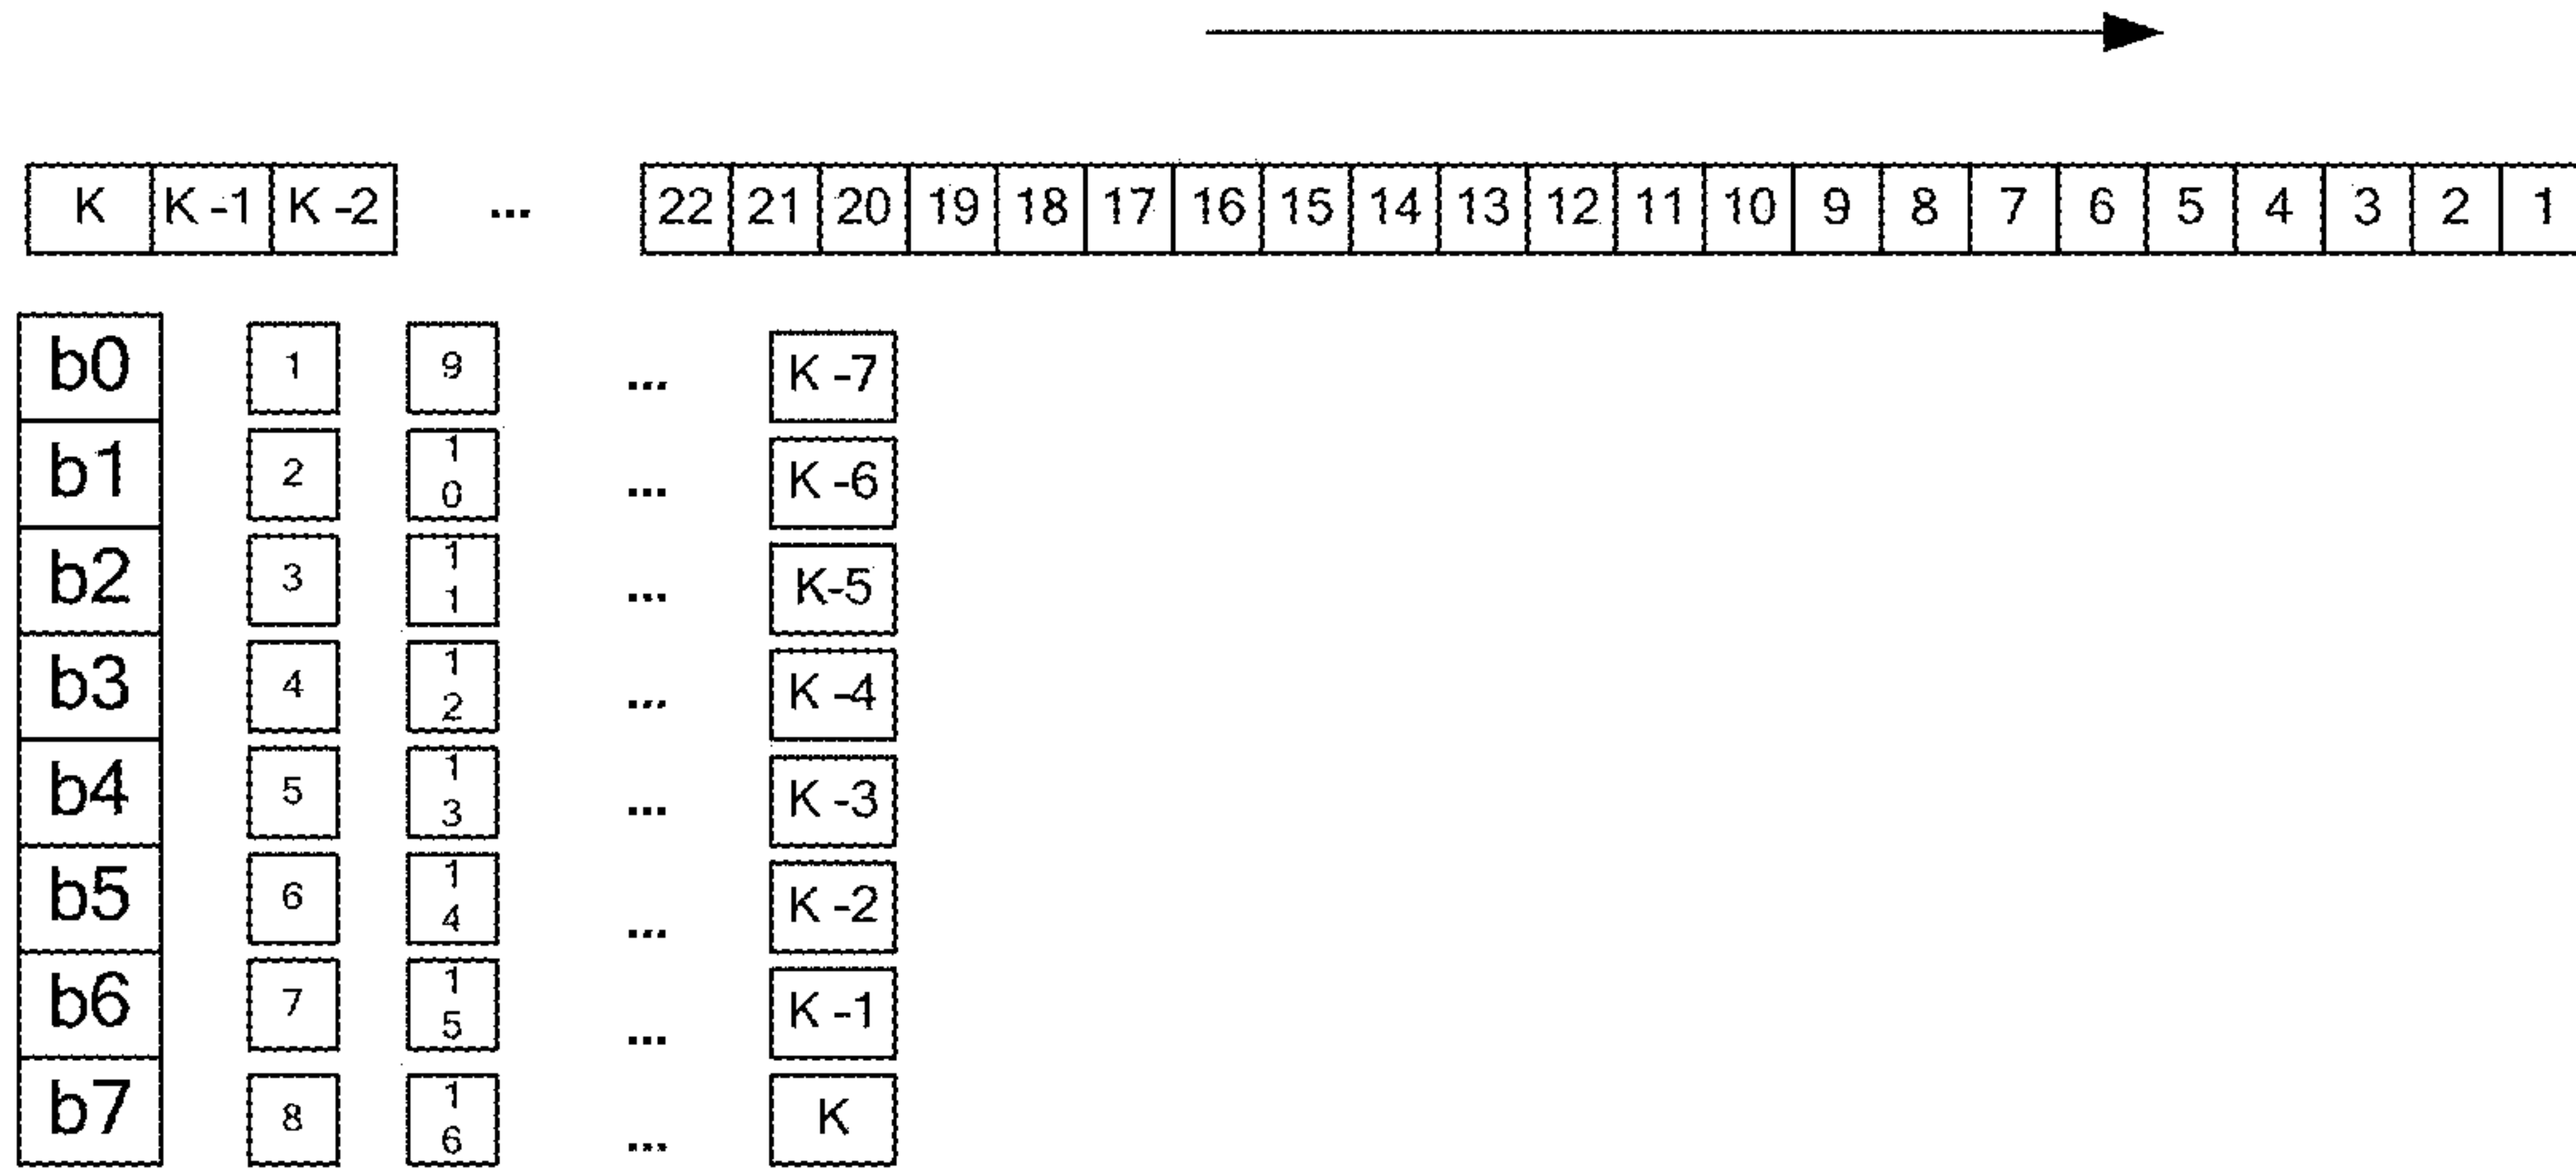 K K -1 K -2 ... 22 21 20 19 18 17 16 15 14 13 12 11 10 9 8 7 6 5 4 3 2 1
b0 1 9 ... K -7
b1 2 10 ... K -6
b2 3 11 ... K-5
b3 4 12 ... K -4
b4 5 13 ... K -3
b5 6 14 ... K -2
b6 7 15 ... K -1
b7 8 16 ... K